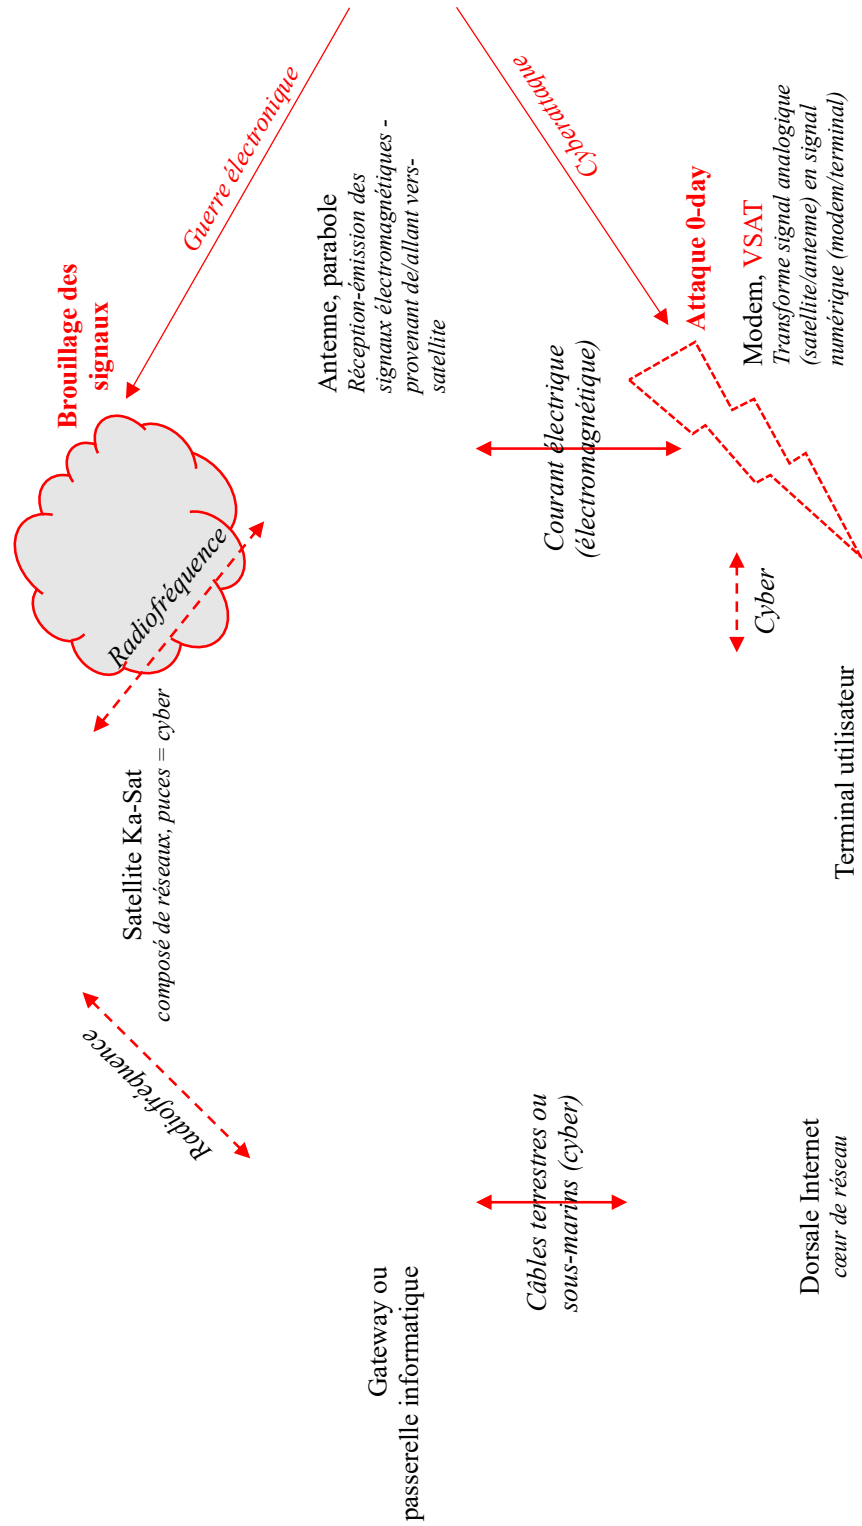 Guerre électronique
Cyberattaque
Brouillage des
signaux
Antenne, parabole
Réception-émission des
signaux électromagnétiques -
provenant de/allant vers-
satellite
Attaque 0-day
Modem, VSAT
Transforme signal analogique
(satellite/antenne) en signal
numérique (modem/terminal)
Radiofréquence
Courant électrique
(électromagnétique)
Cyber
Satellite Ka-Sat
composé de réseaux, puces = cyber
Terminal utilisateur
Radiofréquence
Câbles terrestres ou
sous-marins (cyber)
Dorsale Internet
cœur de réseau
Gateway ou
passerelle informatique